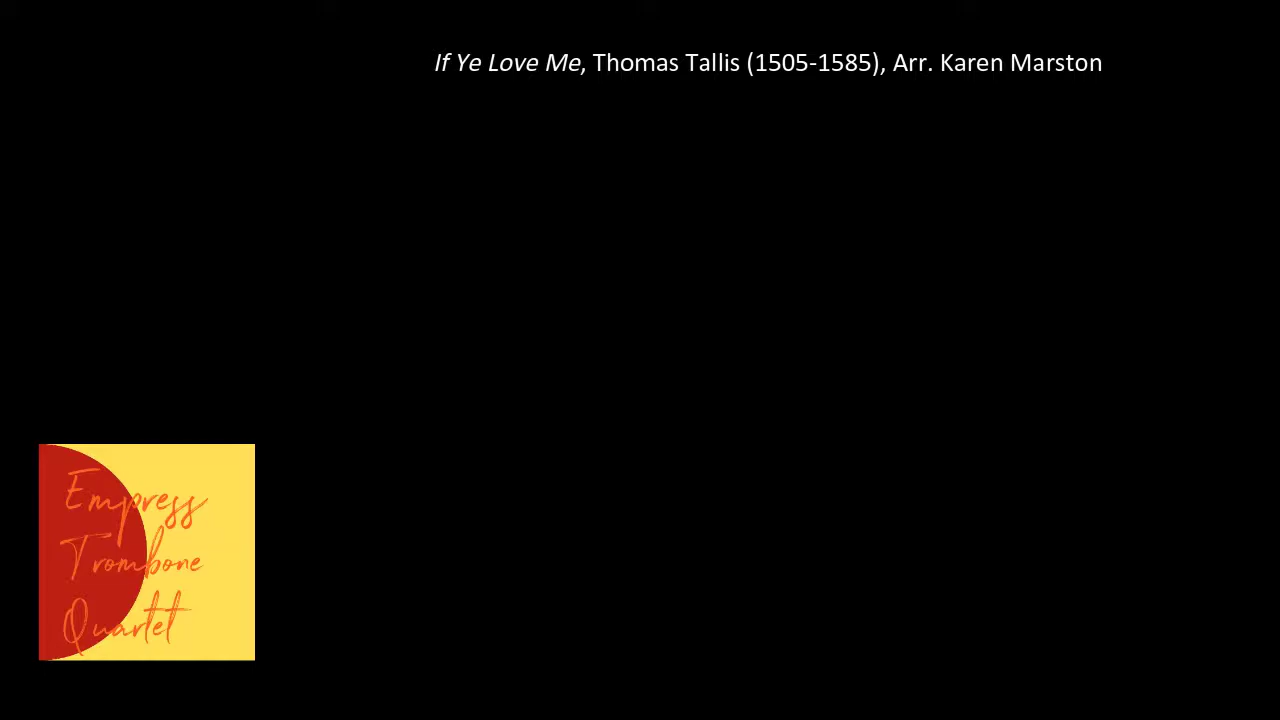 If Ye Love Me, Thomas Tallis (1505-1585), Arr. Karen Marston
Empress
Trombone
Quartet